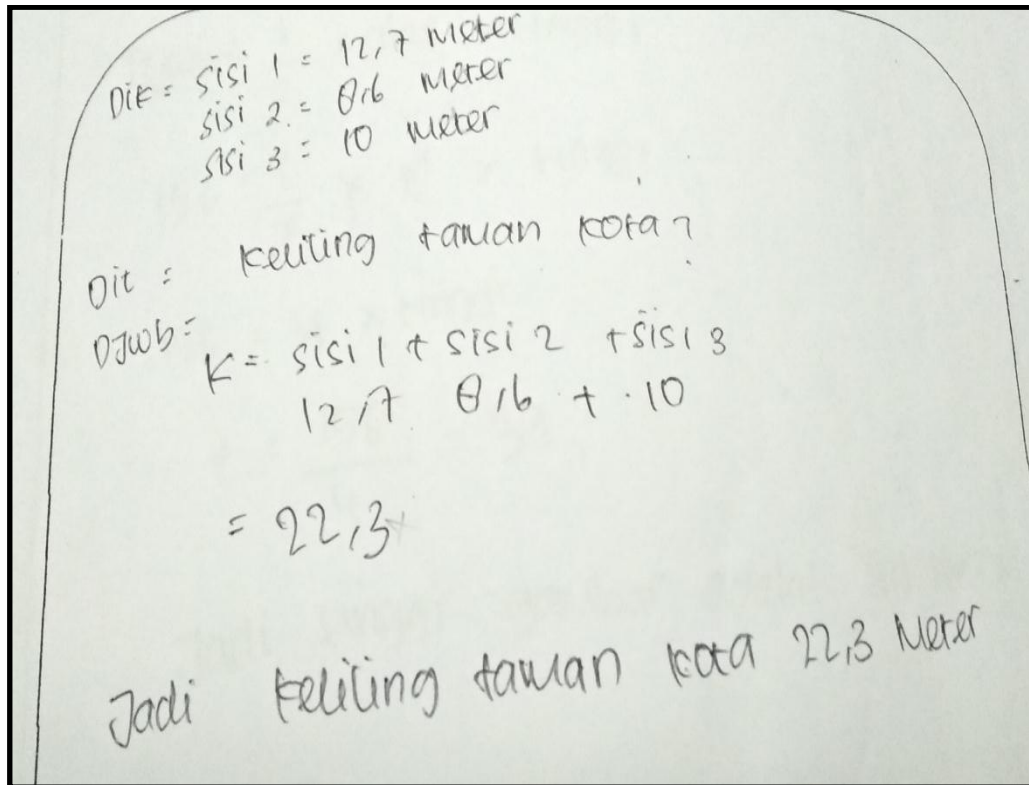 Dik = sisi 1 = 12,7 Meter
sisi 2 = 8,6 Meter
sisi 3 = 10 Meter
Dit = Keliling taman kota?
DJwb =
K = sisi 1 + sisi 2 + sisi 3
12,7 8,6 + 10
= 22,3
Jadi keliling taman kota 22,3 Meter